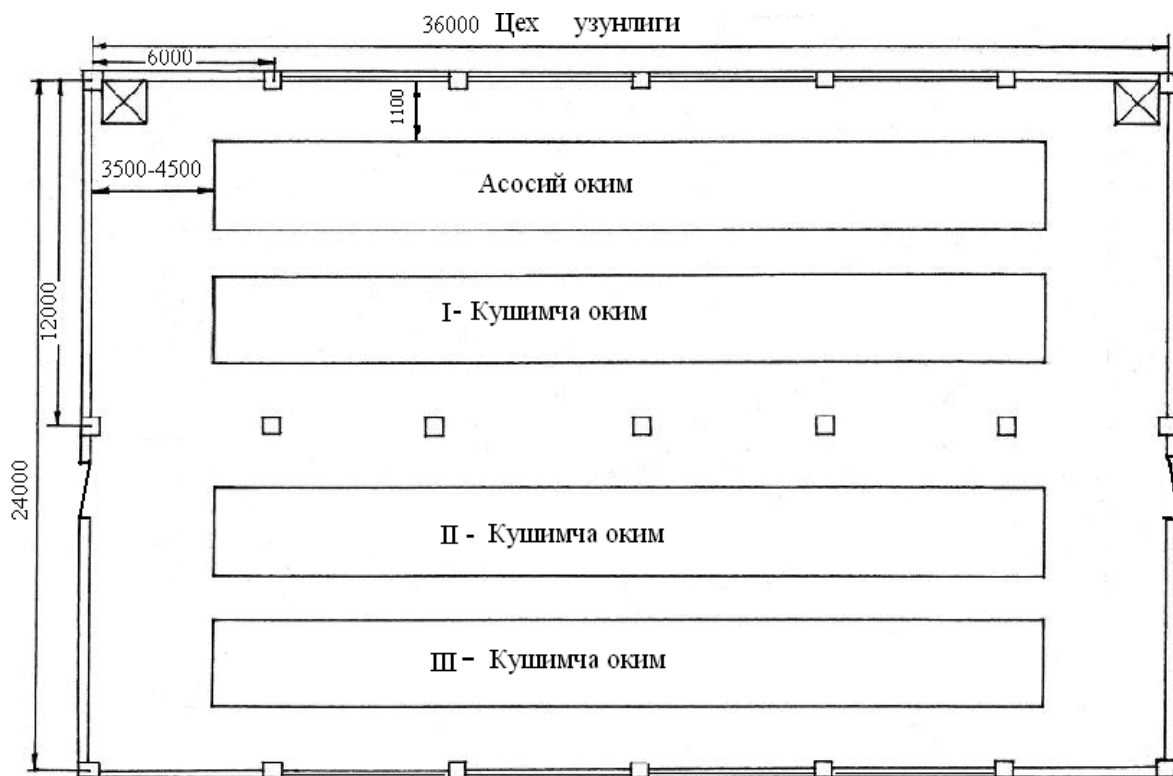 36000 Цех узунлиги
6000
1100
3500-4500
Асосий оким
12000
I- Кушимча оким
24000
II - Кушимча оким
III - Кушимча оким